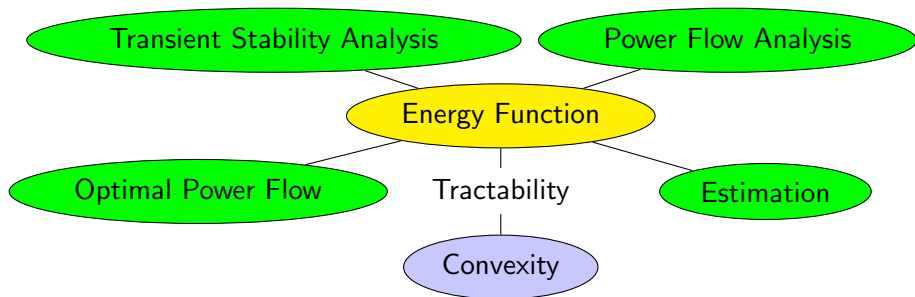 Transient Stability Analysis
Power Flow Analysis
Energy Function
Optimal Power Flow
Tractability
Estimation
Convexity